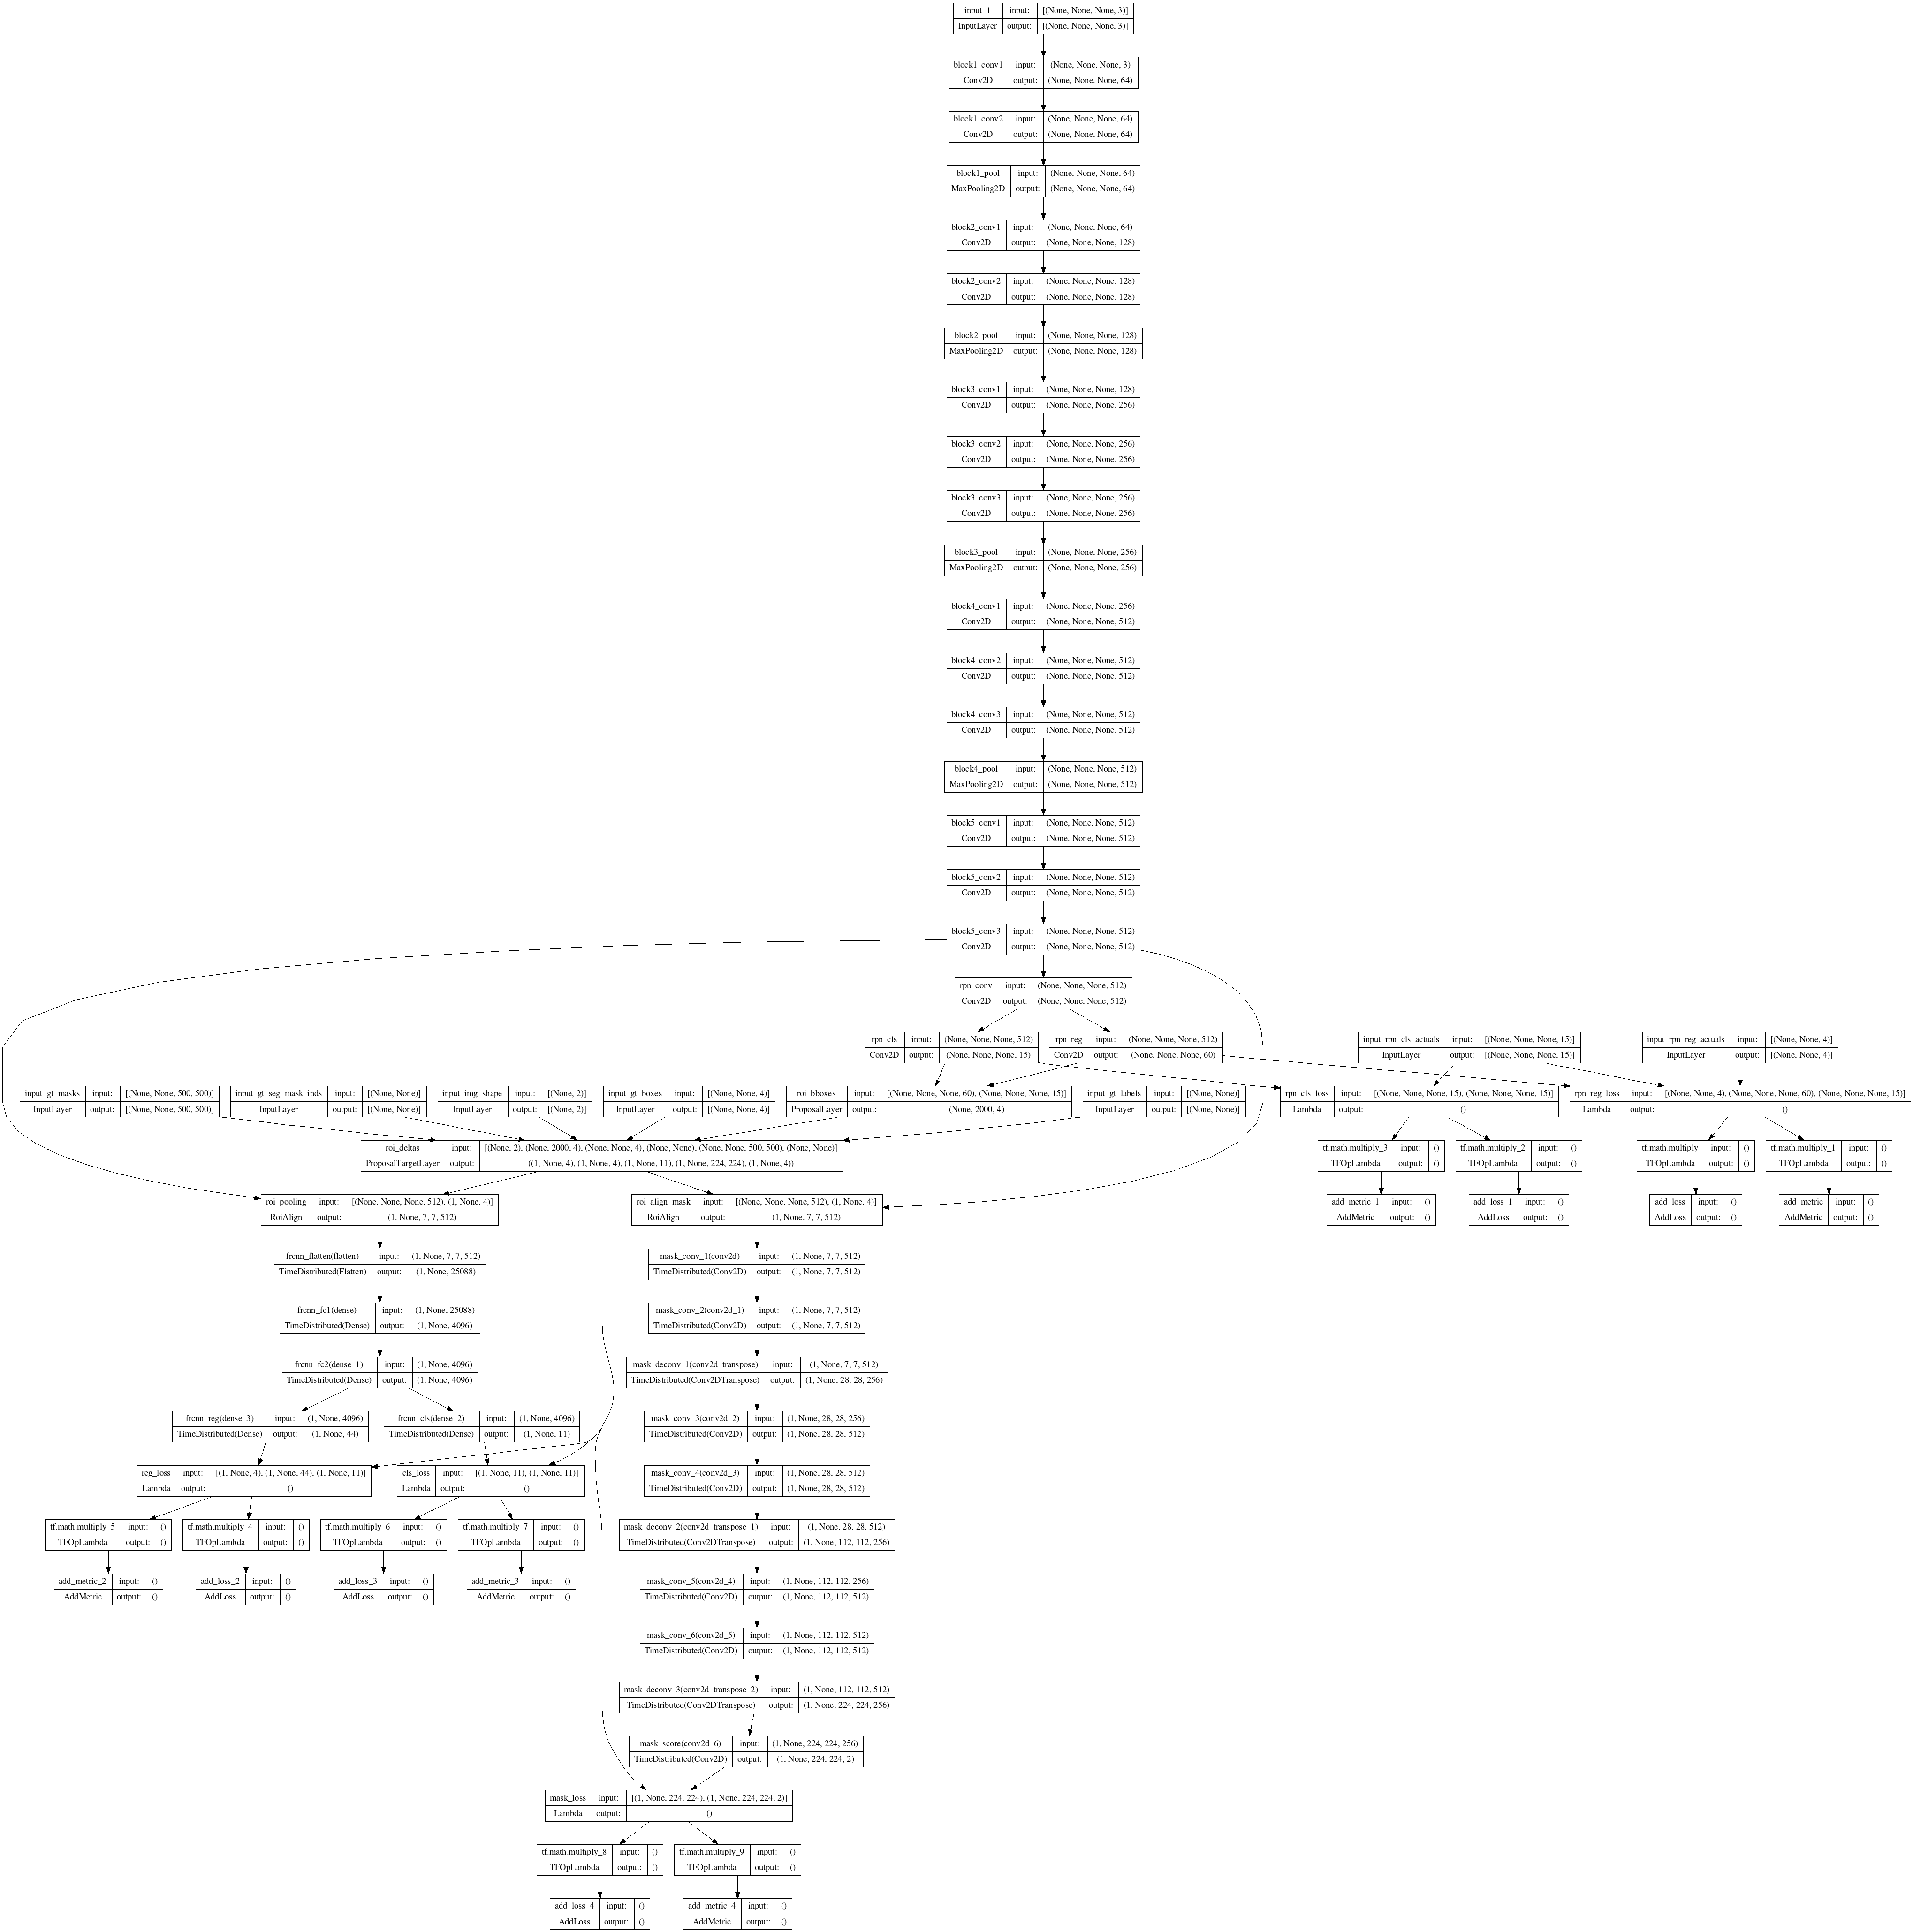 input_1 input: [(None, None, None, 3)]
InputLayer output: [(None, None, None, 3)]
block1_conv1 input: (None, None, None, 3)
Conv2D output: (None, None, None, 64)
block1_conv2 input: (None, None, None, 64)
Conv2D output: (None, None, None, 64)
block1_pool input: (None, None, None, 64)
MaxPooling2D output: (None, None, None, 64)
block2_conv1 input: (None, None, None, 64)
Conv2D output: (None, None, None, 128)
block2_conv2 input: (None, None, None, 128)
Conv2D output: (None, None, None, 128)
block2_pool input: (None, None, None, 128)
MaxPooling2D output: (None, None, None, 128)
block3_conv1 input: (None, None, None, 128)
Conv2D output: (None, None, None, 256)
block3_conv2 input: (None, None, None, 256)
Conv2D output: (None, None, None, 256)
block3_conv3 input: (None, None, None, 256)
Conv2D output: (None, None, None, 256)
block3_pool input: (None, None, None, 256)
MaxPooling2D output: (None, None, None, 256)
block4_conv1 input: (None, None, None, 256)
Conv2D output: (None, None, None, 512)
block4_conv2 input: (None, None, None, 512)
Conv2D output: (None, None, None, 512)
block4_conv3 input: (None, None, None, 512)
Conv2D output: (None, None, None, 512)
block4_pool input: (None, None, None, 512)
MaxPooling2D output: (None, None, None, 512)
block5_conv1 input: (None, None, None, 512)
Conv2D output: (None, None, None, 512)
block5_conv2 input: (None, None, None, 512)
Conv2D output: (None, None, None, 512)
block5_conv3 input: (None, None, None, 512)
Conv2D output: (None, None, None, 512)
rpn_conv input: (None, None, None, 512)
Conv2D output: (None, None, None, 512)
rpn_cls input: (None, None, None, 512)
Conv2D output: (None, None, None, 15)
rpn_reg input: (None, None, None, 512)
Conv2D output: (None, None, None, 60)
input_rpn_cls_actuals input: [(None, None, None, 15)]
InputLayer output: [(None, None, None, 15)]
input_rpn_reg_actuals input: [(None, None, 4)]
InputLayer output: [(None, None, 4)]
input_gt_masks input: [(None, None, 500, 500)]
InputLayer output: [(None, None, 500, 500)]
input_gt_seg_mask_inds input: [(None, None)]
InputLayer output: [(None, None)]
input_img_shape input: [(None, 2)]
InputLayer output: [(None, 2)]
input_gt_boxes input: [(None, None, 4)]
InputLayer output: [(None, None, 4)]
roi_bboxes input: [(None, None, None, 60), (None, None, None, 15)]
ProposalLayer output: (None, 2000, 4)
input_gt_labels input: [(None, None)]
InputLayer output: [(None, None)]
rpn_cls_loss input: [(None, None, None, 15), (None, None, None, 15)]
Lambda output: ()
rpn_reg_loss input: [(None, None, 4), (None, None, None, 60), (None, None, None, 15)]
Lambda output: ()
roi_deltas input: [(None, 2), (None, 2000, 4), (None, None, 4), (None, None), (None, None, 500, 500), (None, None)]
ProposalTargetLayer output: ((1, None, 4), (1, None, 4), (1, None, 11), (1, None, 224, 224), (1, None, 4))
tf.math.multiply_3 input: ()
TFOpLambda output: ()
tf.math.multiply_2 input: ()
TFOpLambda output: ()
tf.math.multiply input: ()
TFOpLambda output: ()
tf.math.multiply_1 input: ()
TFOpLambda output: ()
roi_pooling input: [(None, None, None, 512), (1, None, 4)]
RoiAlign output: (1, None, 7, 7, 512)
roi_align_mask input: [(None, None, None, 512), (1, None, 4)]
RoiAlign output: (1, None, 7, 7, 512)
add_metric_1 input: ()
AddMetric output: ()
add_loss_1 input: ()
AddLoss output: ()
add_loss input: ()
AddLoss output: ()
add_metric input: ()
AddMetric output: ()
frcnn_flatten(flatten) input: (1, None, 7, 7, 512)
TimeDistributed(Flatten) output: (1, None, 25088)
mask_conv_1(conv2d) input: (1, None, 7, 7, 512)
TimeDistributed(Conv2D) output: (1, None, 7, 7, 512)
frcnn_fc1(dense) input: (1, None, 25088)
TimeDistributed(Dense) output: (1, None, 4096)
mask_conv_2(conv2d_1) input: (1, None, 7, 7, 512)
TimeDistributed(Conv2D) output: (1, None, 7, 7, 512)
frcnn_fc2(dense_1) input: (1, None, 4096)
TimeDistributed(Dense) output: (1, None, 4096)
mask_deconv_1(conv2d_transpose) input: (1, None, 7, 7, 512)
TimeDistributed(Conv2DTranspose) output: (1, None, 28, 28, 256)
frcnn_reg(dense_3) input: (1, None, 4096)
TimeDistributed(Dense) output: (1, None, 44)
frcnn_cls(dense_2) input: (1, None, 4096)
TimeDistributed(Dense) output: (1, None, 11)
mask_conv_3(conv2d_2) input: (1, None, 28, 28, 256)
TimeDistributed(Conv2D) output: (1, None, 28, 28, 512)
reg_loss input: [(1, None, 4), (1, None, 44), (1, None, 11)]
Lambda output: ()
cls_loss input: [(1, None, 11), (1, None, 11)]
Lambda output: ()
mask_conv_4(conv2d_3) input: (1, None, 28, 28, 512)
TimeDistributed(Conv2D) output: (1, None, 28, 28, 512)
tf.math.multiply_5 input: ()
TFOpLambda output: ()
tf.math.multiply_4 input: ()
TFOpLambda output: ()
tf.math.multiply_6 input: ()
TFOpLambda output: ()
tf.math.multiply_7 input: ()
TFOpLambda output: ()
mask_deconv_2(conv2d_transpose_1) input: (1, None, 28, 28, 512)
TimeDistributed(Conv2DTranspose) output: (1, None, 112, 112, 256)
add_metric_2 input: ()
AddMetric output: ()
add_loss_2 input: ()
AddLoss output: ()
add_loss_3 input: ()
AddLoss output: ()
add_metric_3 input: ()
AddMetric output: ()
mask_conv_5(conv2d_4) input: (1, None, 112, 112, 256)
TimeDistributed(Conv2D) output: (1, None, 112, 112, 512)
mask_conv_6(conv2d_5) input: (1, None, 112, 112, 512)
TimeDistributed(Conv2D) output: (1, None, 112, 112, 512)
mask_deconv_3(conv2d_transpose_2) input: (1, None, 112, 112, 512)
TimeDistributed(Conv2DTranspose) output: (1, None, 224, 224, 256)
mask_score(conv2d_6) input: (1, None, 224, 224, 256)
TimeDistributed(Conv2D) output: (1, None, 224, 224, 2)
mask_loss input: [(1, None, 224, 224), (1, None, 224, 224, 2)]
Lambda output: ()
tf.math.multiply_8 input: ()
TFOpLambda output: ()
tf.math.multiply_9 input: ()
TFOpLambda output: ()
add_loss_4 input: ()
AddLoss output: ()
add_metric_4 input: ()
AddMetric output: ()